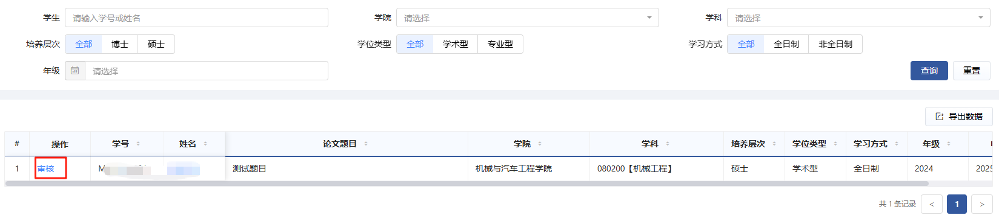 学生 请输入学号或姓名 学院 请选择 学科 请选择
培养层次 全部 博士 硕士 学位类型 全部 学术型 专业型 学习方式 全部 全日制 非全日制
年级 请选择 查询 重置
导出数据
# 操作 学号 姓名 论文题目 学院 学科 培养层次 学位类型 学习方式 年级
1 审核 M 测试题目 机械与汽车工程学院 080200【机械工程】 硕士 学术型 全日制 2024 2025
共 1 条记录 < 1 >